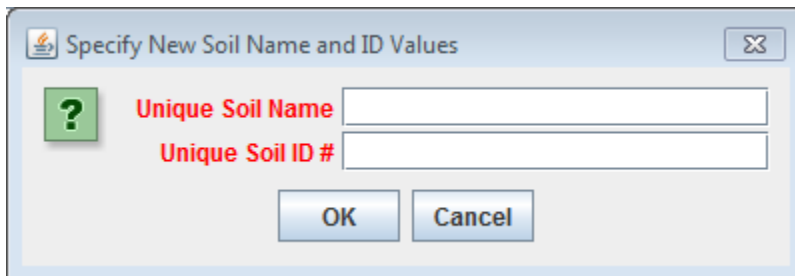 Specify New Soil Name and ID Values
?
Unique Soil Name
Unique Soil ID #
OK Cancel